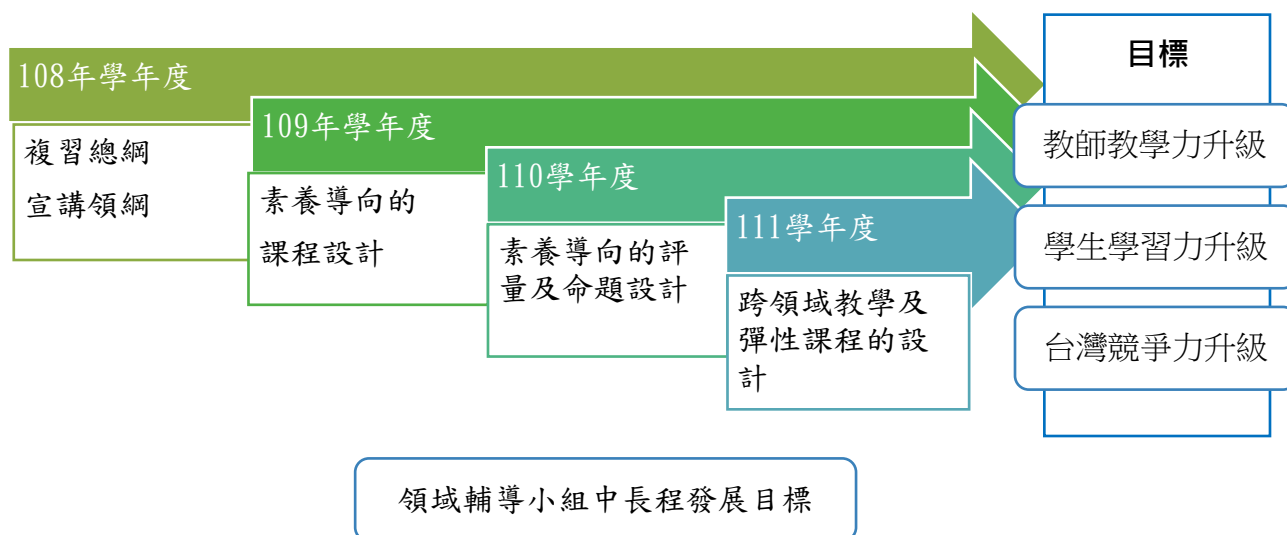 108年學年度
複習總綱
宣講領綱
109年學年度
素養導向的
課程設計
110學年度
素養導向的評
量及命題設計
111學年度
跨領域教學及
彈性課程的設
計
目標
教師教學力升級
學生學習力升級
台灣競爭力升級
領域輔導小組中長程發展目標